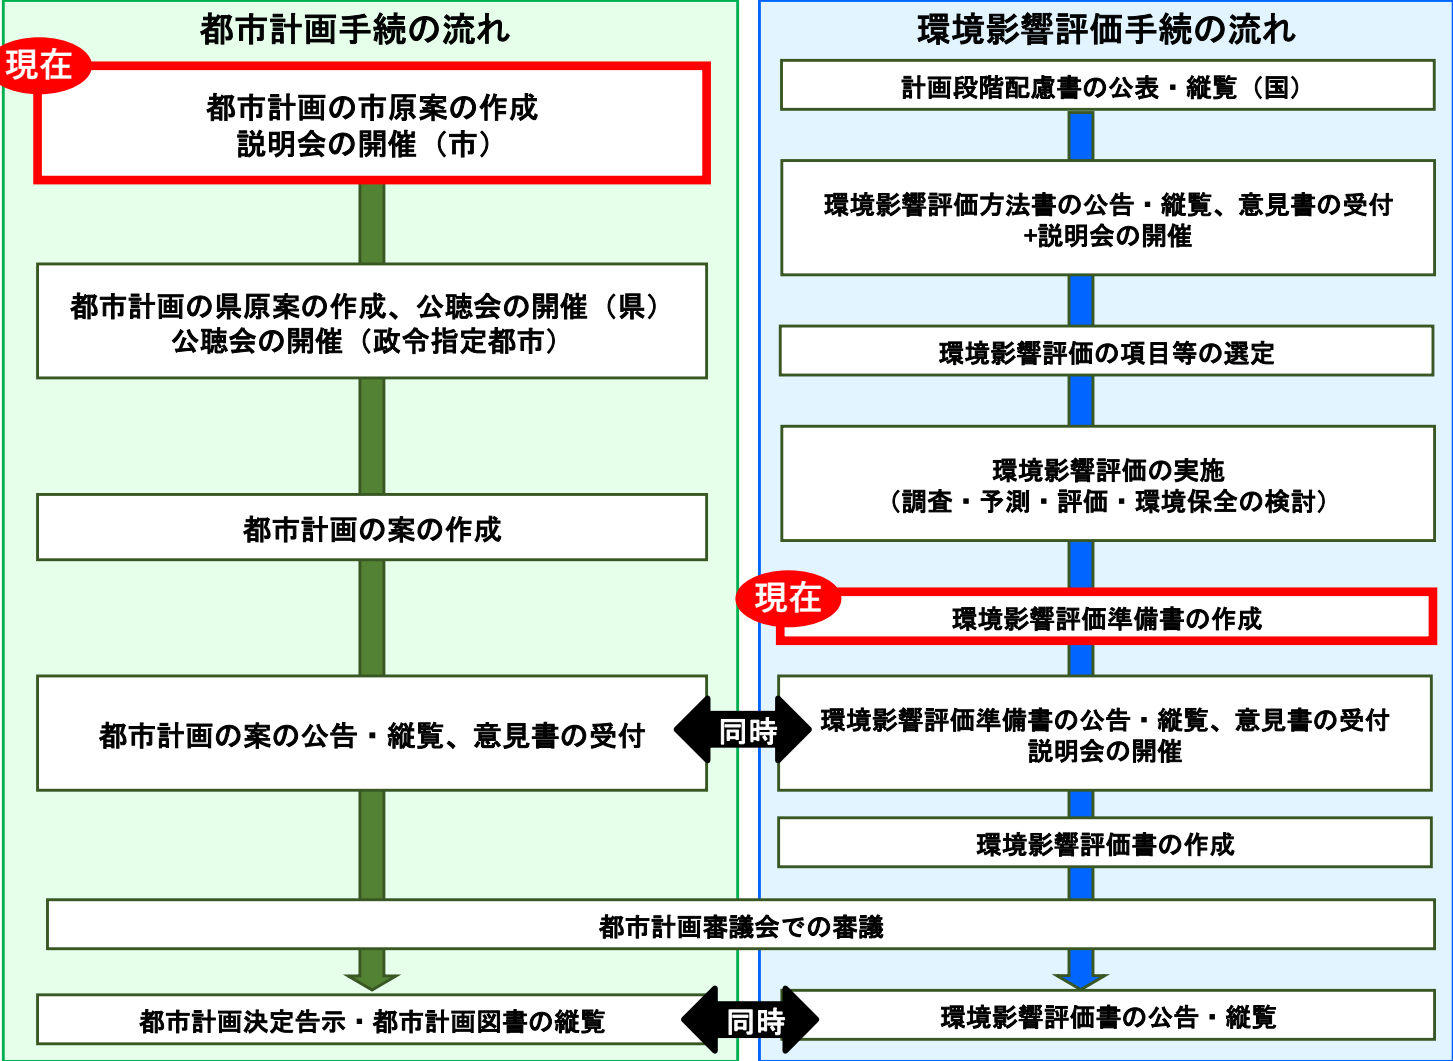 都市計画手続の流れ
現在
都市計画の市原案の作成
説明会の開催（市）
都市計画の県原案の作成、公聴会の開催（県）
公聴会の開催（政令指定都市）
都市計画の案の作成
都市計画の案の公告・縦覧、意見書の受付
同時
環境影響評価手続の流れ
計画段階配慮書の公表・縦覧（国）
環境影響評価方法書の公告・縦覧、意見書の受付
+説明会の開催
環境影響評価の項目等の選定
環境影響評価の実施
（調査・予測・評価・環境保全の検討）
現在
環境影響評価準備書の作成
環境影響評価準備書の公告・縦覧、意見書の受付
説明会の開催
環境影響評価書の作成
都市計画審議会での審議
都市計画決定告示・都市計画図書の縦覧
同時
環境影響評価書の公告・縦覧